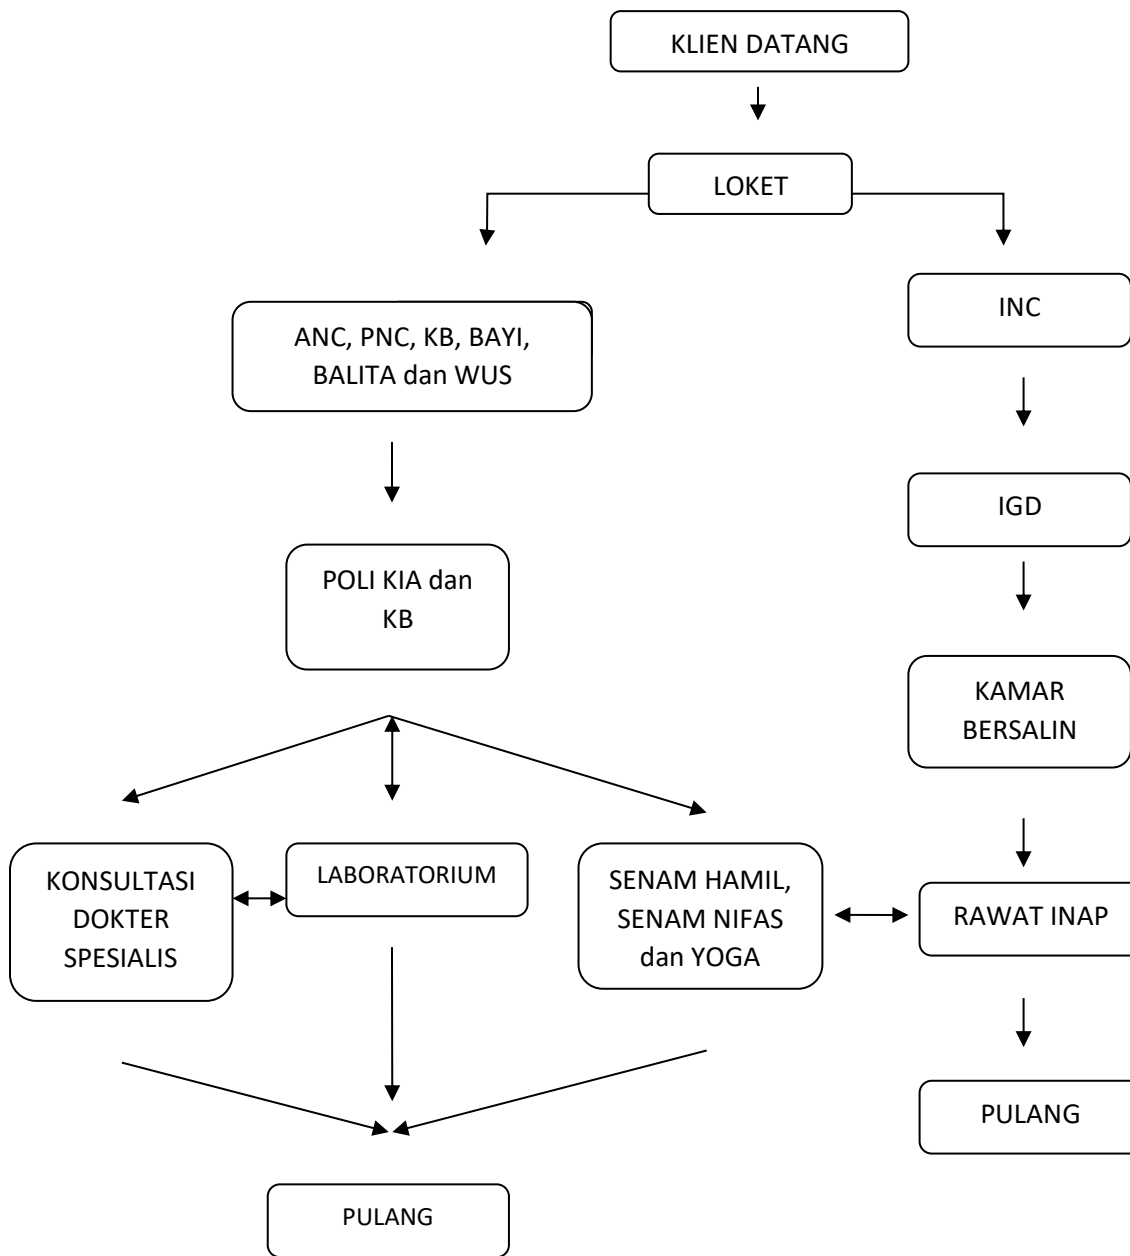 KLIEN DATANG
LOKET
ANC, PNC, KB, BAYI,
BALITA dan WUS
INC
IGD
POLI KIA dan
KB
KAMAR
BERSALIN
KONSULTASI
DOKTER
SPESIALIS
LABORATORIUM
SENAM HAMIL,
SENAM NIFAS
dan YOGA
RAWAT INAP
PULANG
PULANG